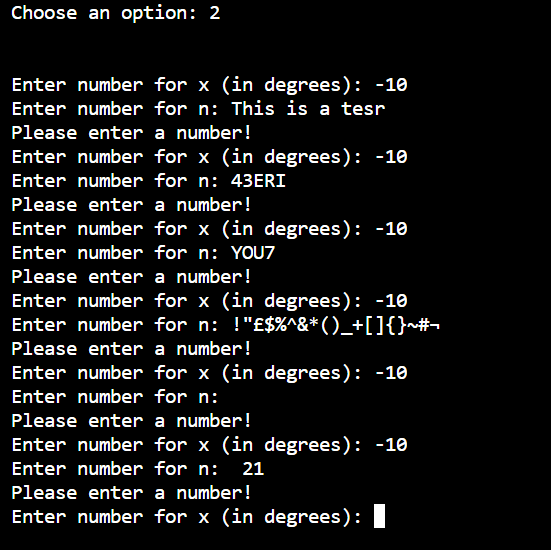 Choose an option: 2
Enter number for x (in degrees): -10
Enter number for n: This is a tesr
Please enter a number!
Enter number for x (in degrees): -10
Enter number for n: 43ERI
Please enter a number!
Enter number for x (in degrees): -10
Enter number for n: YOU7
Please enter a number!
Enter number for x (in degrees): -10
Enter number for n: !"£$%^&*()_+[]{}~#¬
Please enter a number!
Enter number for x (in degrees): -10
Enter number for n:
Please enter a number!
Enter number for x (in degrees): -10
Enter number for n:  21
Please enter a number!
Enter number for x (in degrees):